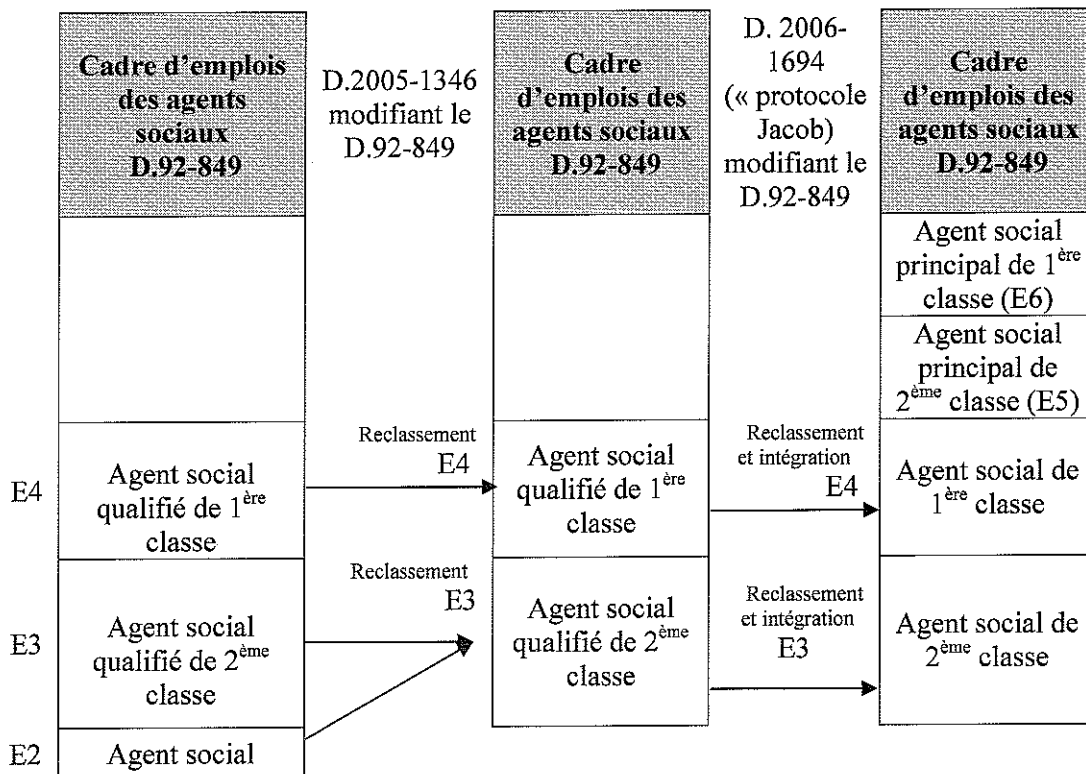 Cadre d'emplois
des agents
sociaux
D.92-849
D.2005-1346
modifiant le
D.92-849
Cadre
d'emplois des
agents sociaux
D.92-849
D. 2006-
1694
(« protocole
Jacob)
modifiant le
D.92-849
Cadre
d'emplois des
agents sociaux
D.92-849
Agent social
principal de 1ère
classe (E6)
Agent social
principal de
2ème classe (E5)
E4
Agent social
qualifié de 1ère
classe
Reclassement
E4
Agent social
qualifié de 1ère
classe
Reclassement
et intégration
E4
Agent social de
1ère classe
E3
Agent social
qualifié de 2ème
classe
Reclassement
E3
Agent social
qualifié de 2ème
classe
Reclassement
et intégration
E3
Agent social de
2ème classe
E2
Agent social